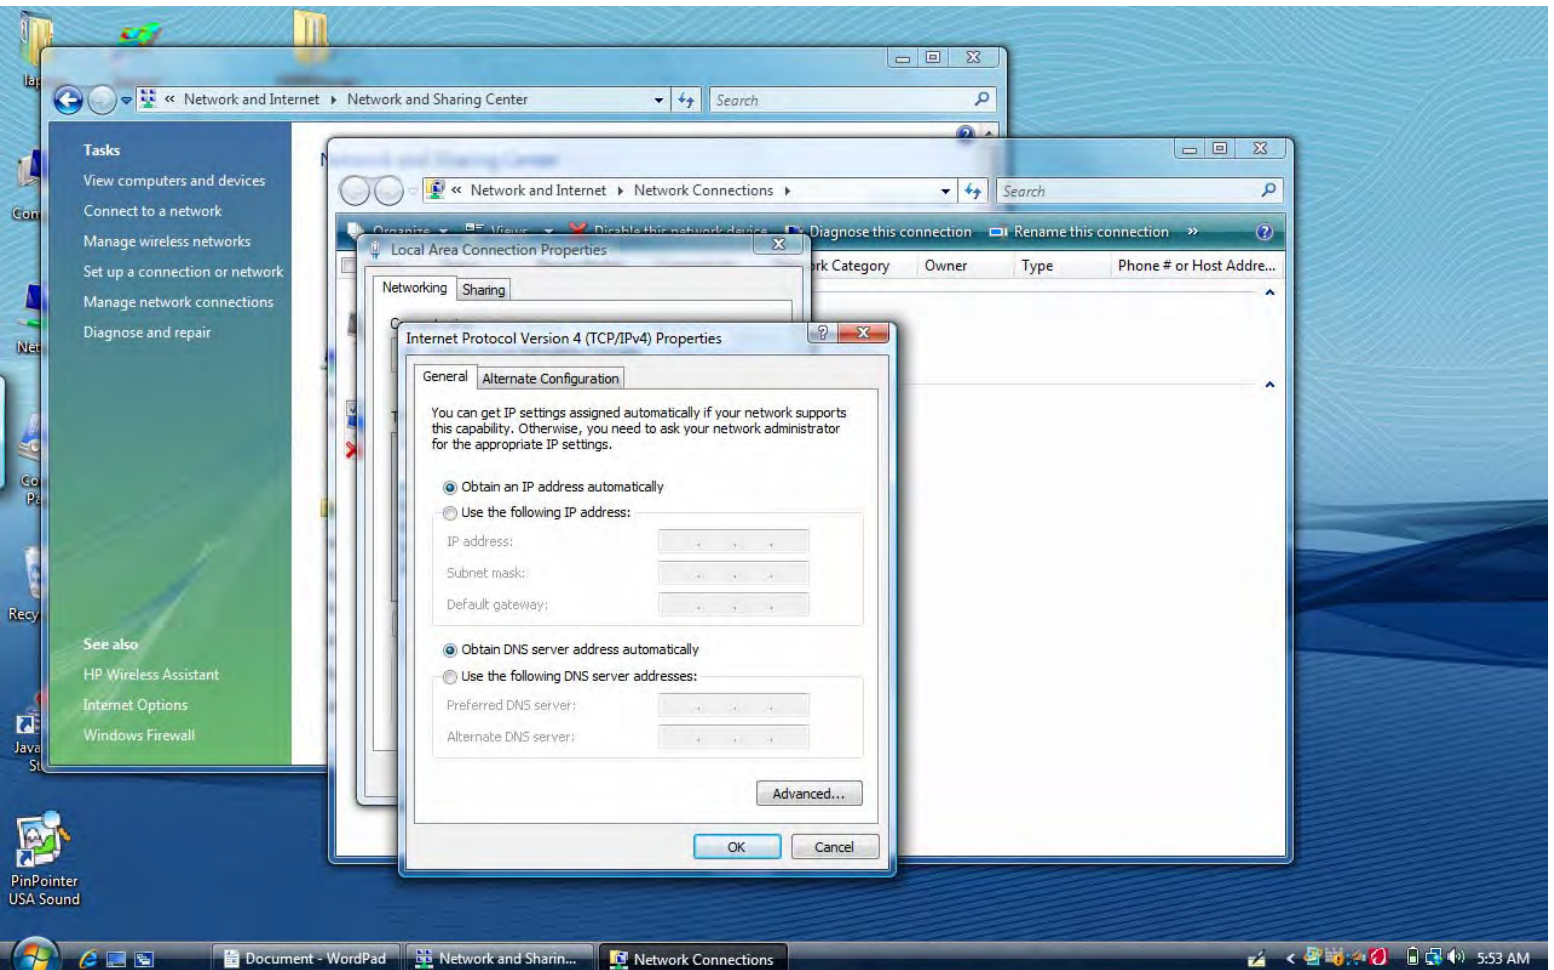 Network and Internet
Network and Sharing Center
Search
Tasks
View computers and devices
Connect to a network
Manage wireless networks
Set up a connection or network
Manage network connections
Diagnose and repair
See also
HP Wireless Assistant
Internet Options
Windows Firewall
Network and Internet
Network Connections
Search
Organize
Views
Disable this network device
Diagnose this connection
Rename this connection
Owner
Type
Phone # or Host Addre...
Local Area Connection Properties
Networking
Sharing
Internet Protocol Version 4 (TCP/IPv4) Properties
General
Alternate Configuration
You can get IP settings assigned automatically if your network supports
this capability. Otherwise, you need to ask your network administrator
for the appropriate IP settings.
Obtain an IP address automatically
Use the following IP address:
IP address:
Subnet mask:
Default gateway:
Obtain DNS server address automatically
Use the following DNS server addresses:
Preferred DNS server:
Alternate DNS server:
Advanced...
OK
Cancel
PinPointer
USA Sound
Document - WordPad
Network and Sharin...
Network Connections
5:53 AM